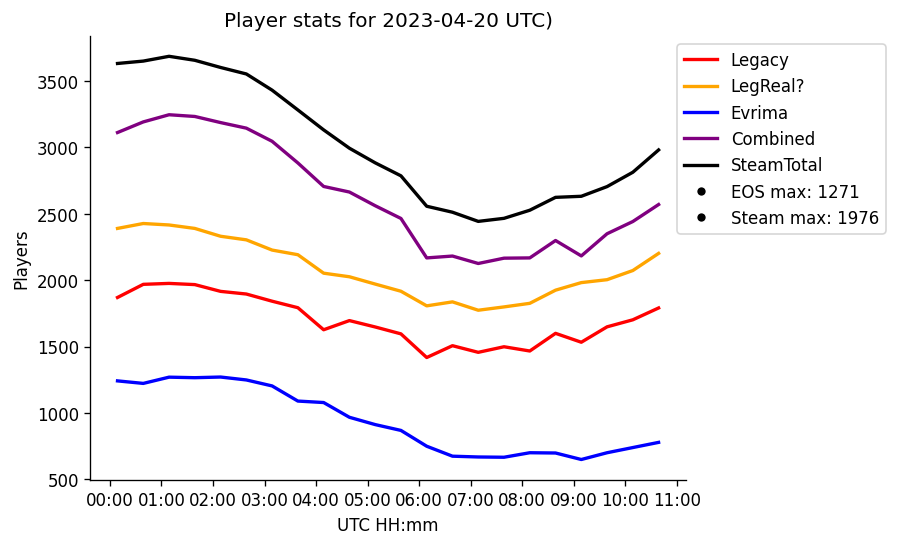 Player stats for 2023-04-20 UTC)
Legacy
LegReal?
Evrima
Combined
SteamTotal
EOS max: 1271
Steam max: 1976
Players
3500
3000
2500
2000
1500
1000
500
00:00 01:00 02:00 03:00 04:00 05:00 06:00 07:00 08:00 09:00 10:00 11:00
UTC HH:mm